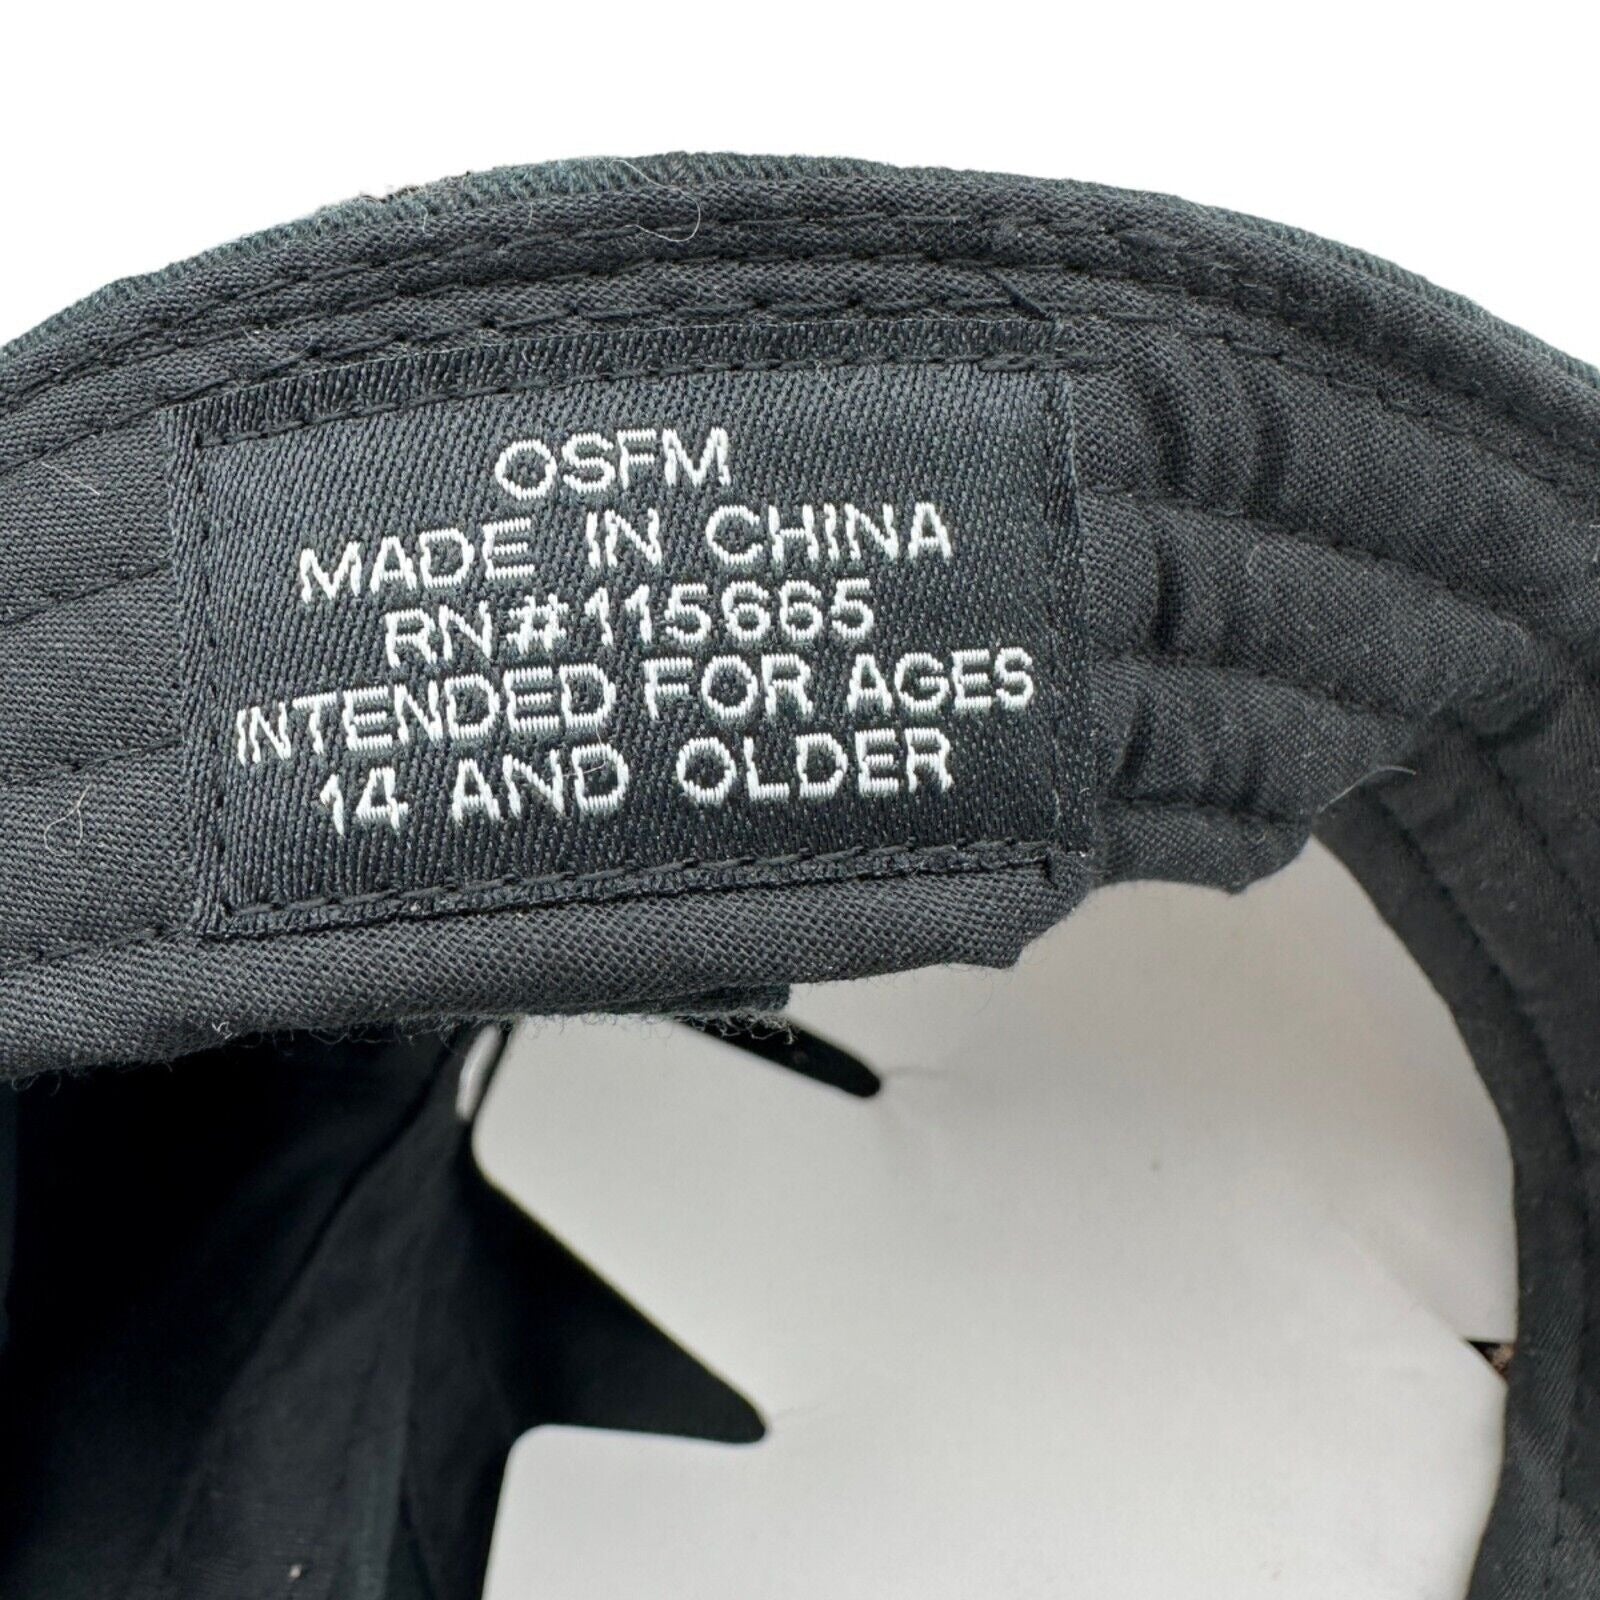 OSFM
MADE IN CHINA
RN#115665
INTENDED FOR AGES
14 AND OLDER